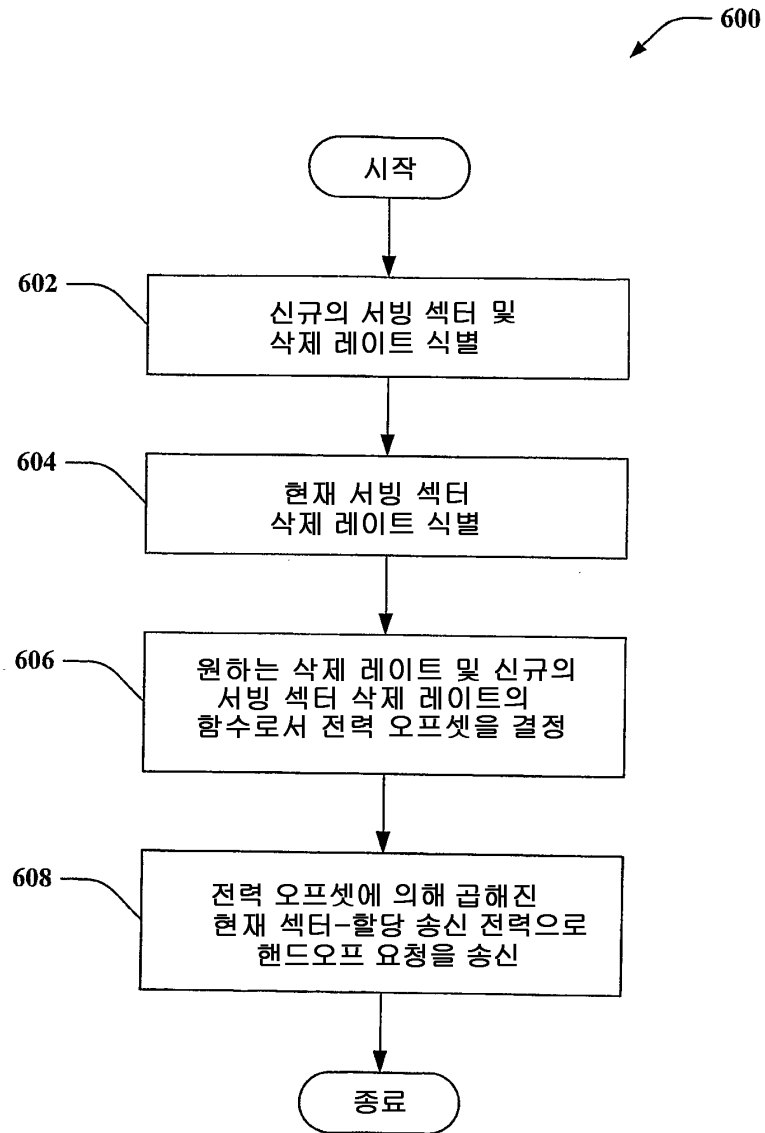 600
시작
602
신규의 서빙 섹터 및
삭제 레이트 식별
604
현재 서빙 섹터
삭제 레이트 식별
606
원하는 삭제 레이트 및 신규의
서빙 섹터 삭제 레이트의
함수로서 전력 오프셋을 결정
608
전력 오프셋에 의해 곱해진
현재 섹터-할당 송신 전력으로
핸드오프 요청을 송신
종료